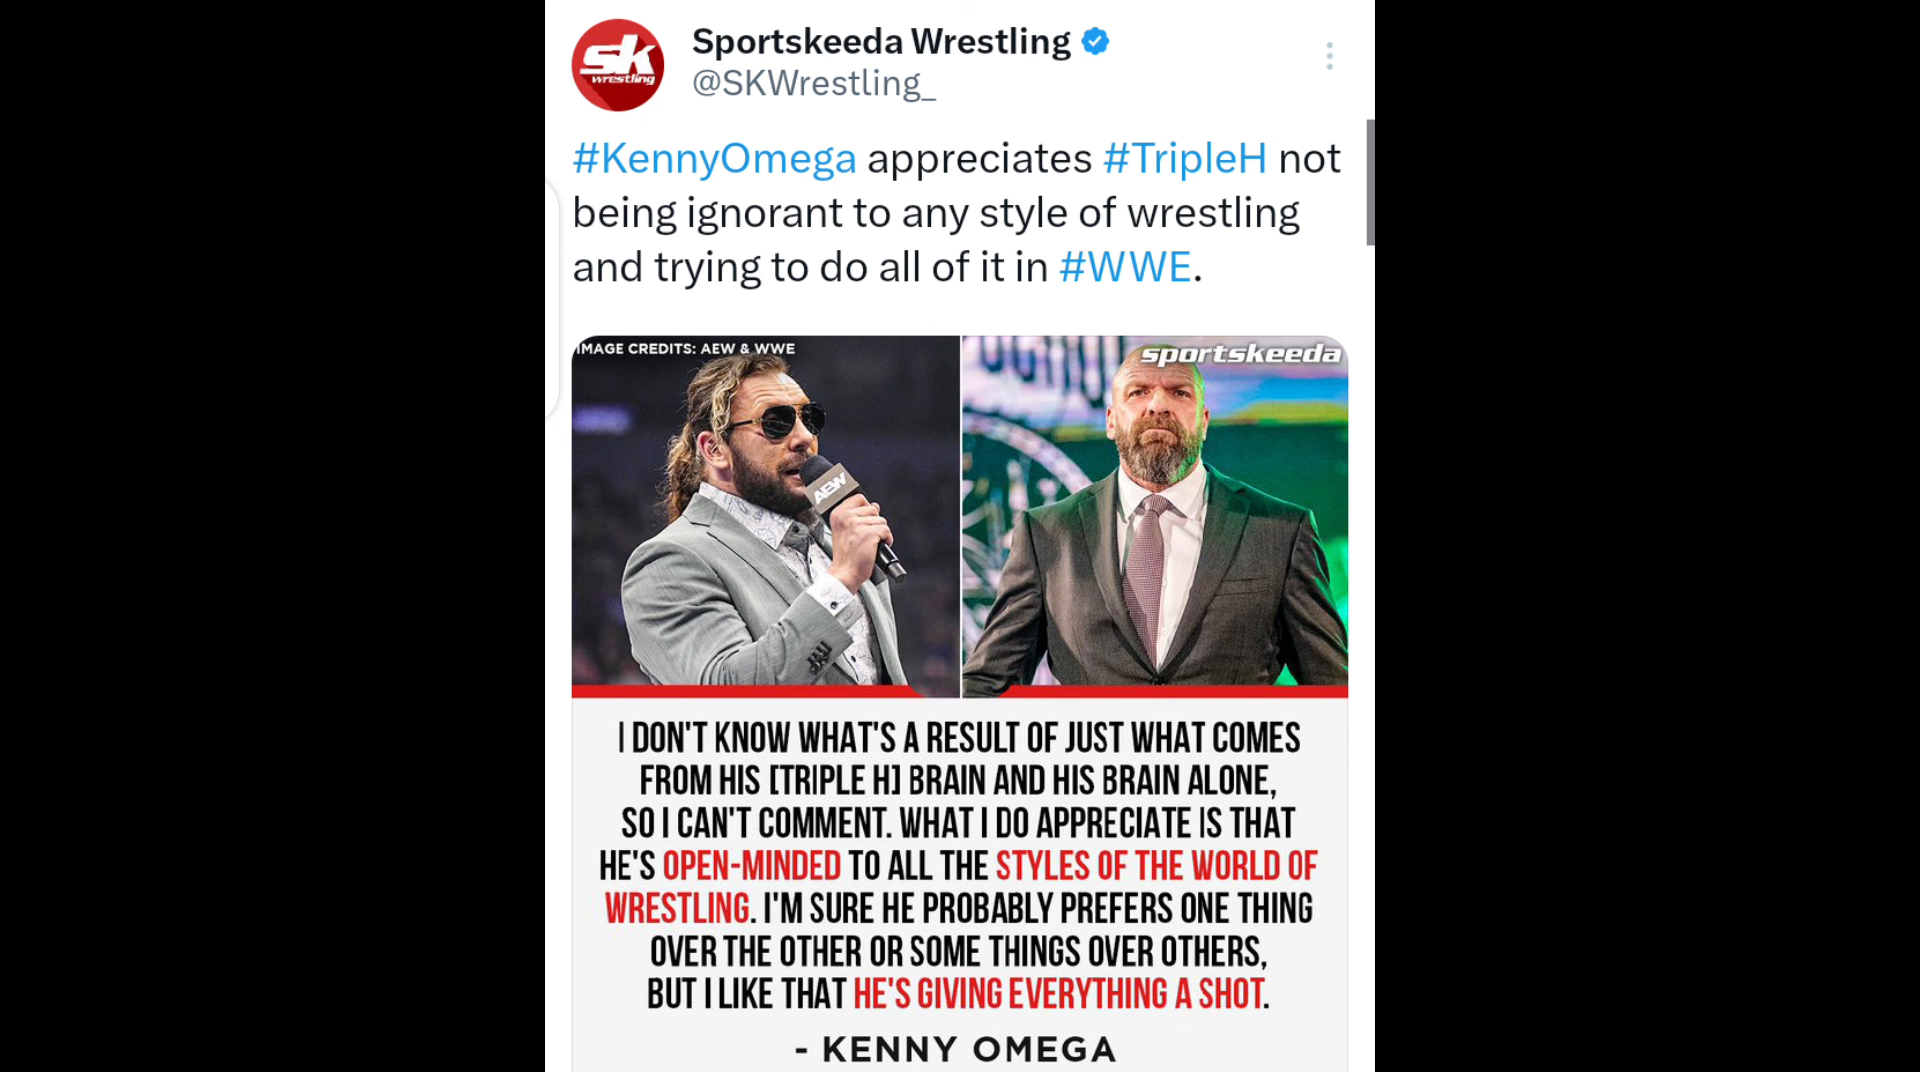 sk
wrestling
Sportskeeda Wrestling
@SKWrestling_
#KennyOmega appreciates #TripleH not
being ignorant to any style of wrestling
and trying to do all of it in #WWE.
IMAGE CREDITS: AEW & WWE
sportskeeda
AEW
I DON'T KNOW WHAT'S A RESULT OF JUST WHAT COMES
FROM HIS [TRIPLE H] BRAIN AND HIS BRAIN ALONE,
SO I CAN'T COMMENT. WHAT I DO APPRECIATE IS THAT
HE'S OPEN-MINDED TO ALL THE STYLES OF THE WORLD OF
WRESTLING. I'M SURE HE PROBABLY PREFERS ONE THING
OVER THE OTHER OR SOME THINGS OVER OTHERS,
BUT I LIKE THAT HE'S GIVING EVERYTHING A SHOT.
- KENNY OMEGA